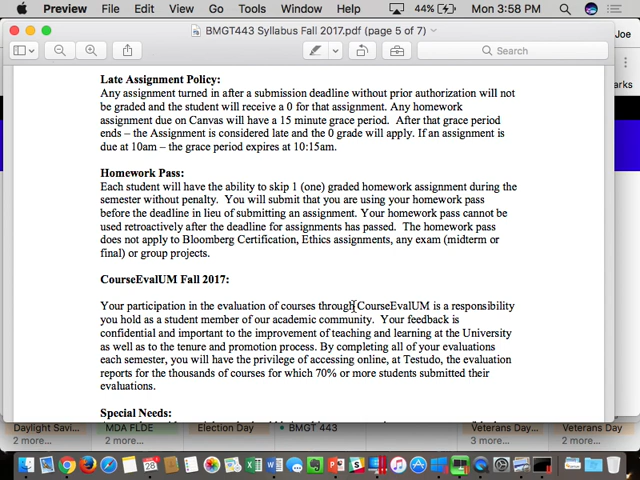 Preview File Edit View Go Tools Window Help 44% Mon 3:58 PM
BMGT443 Syllabus Fall 2017.pdf (page 5 of 7)
Joe
Search
arks
Late Assignment Policy:
Any assignment turned in after a submission deadline without prior authorization will not
be graded and the student will receive a 0 for that assignment. Any homework
assignment due on Canvas will have a 15 minute grace period. After that grace period
ends – the Assignment is considered late and the 0 grade will apply. If an assignment is
due at 10am – the grace period expires at 10:15am.
Homework Pass:
Each student will have the ability to skip 1 (one) graded homework assignment during the
semester without penalty. You will submit that you are using your homework pass
before the deadline in lieu of submitting an assignment. Your homework pass cannot be
used retroactively after the deadline for assignments has passed. The homework pass
does not apply to Bloomberg Certification, Ethics assignments, any exam (midterm or
final) or group projects.
CourseEvalUM Fall 2017:
Your participation in the evaluation of courses through CourseEvalUM is a responsibility
you hold as a student member of our academic community. Your feedback is
confidential and important to the improvement of teaching and learning at the University
as well as to the tenure and promotion process. By completing all of your evaluations
each semester, you will have the privilege of accessing online, at Testudo, the evaluation
reports for the thousands of courses for which 70% or more students submitted their
evaluations.
Special Needs:
Daylight Savi... MDA FLDE Election Day BMGT 443 Veterans Day... Veterans Day
2 more... 2 more... 3 more... 2 more...
28